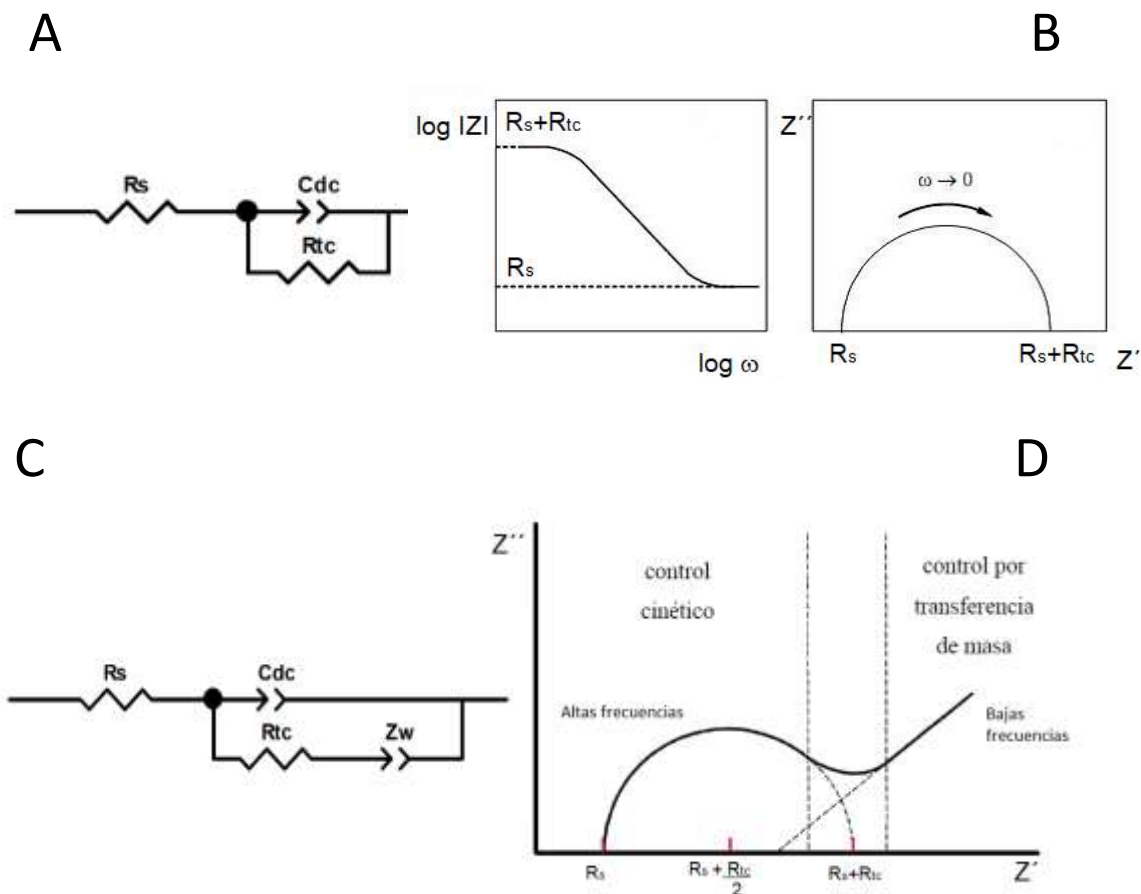 A
B
log |Z|
Rs+Rtc
Rs
log ω
Z´´
ω → 0
Rs
Rs+Rtc
Z´
Rs
Cdc
Rtc
C
D
Rs
Cdc
Rtc
Zw
Z´´
control
cinético
control por
transferencia
de masa
Altas frecuencias
Bajas
frecuencias
Rs
Rs + Rtc
2
Rs+Rtc
Z´